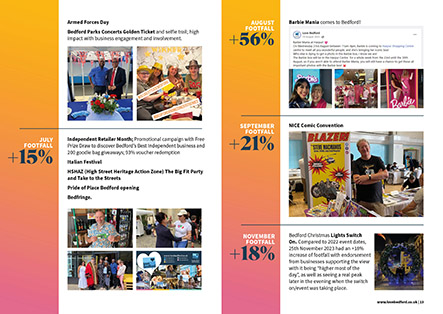 Armed Forces Day
Bedford Parks Concerts Golden Ticket and selfie troll; high
impact with business engagement and involvement.
JULY
FOOTFALL
+15%
Independent Retailer Month; Promotional campaign with Free
Prize Draw to discover Bedford's Best Independent business and
200 goodie bag giveaways; 93% voucher redemption
Italian Festival
HSHAZ (High Street Heritage Action Zone) The Big Fit Party
and Take to the Streets
Pride of Place Bedford opening
Bedfringe.
AUGUST
FOOTFALL
+56%
Barbie Mania comes to Bedford!
Love Bedford
Barbie
SEPTEMBER
FOOTFALL
+21%
NICE Comic Convention
BLAZER!
NOVEMBER
FOOTFALL
+18%
Bedford Christmas Lights Switch
On. Compared to 2022 event dates,
25th November 2023 had an +18%
increase of footfall with endorsement
from businesses supporting the view
with it being "higher most of the
day", as well as seeing a real peak
later in the evening when the switch
on/event was taking place.
www.lovebedford.co.uk | 13